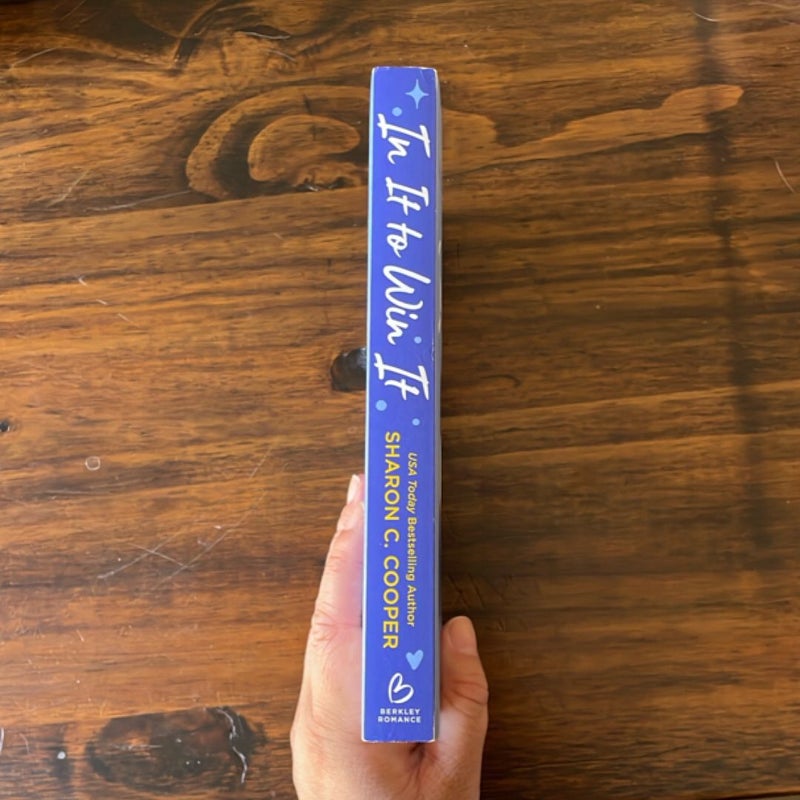 In It to Win It
USA Today Bestselling Author
SHARON C. COOPER
BERKLEY
ROMANCE